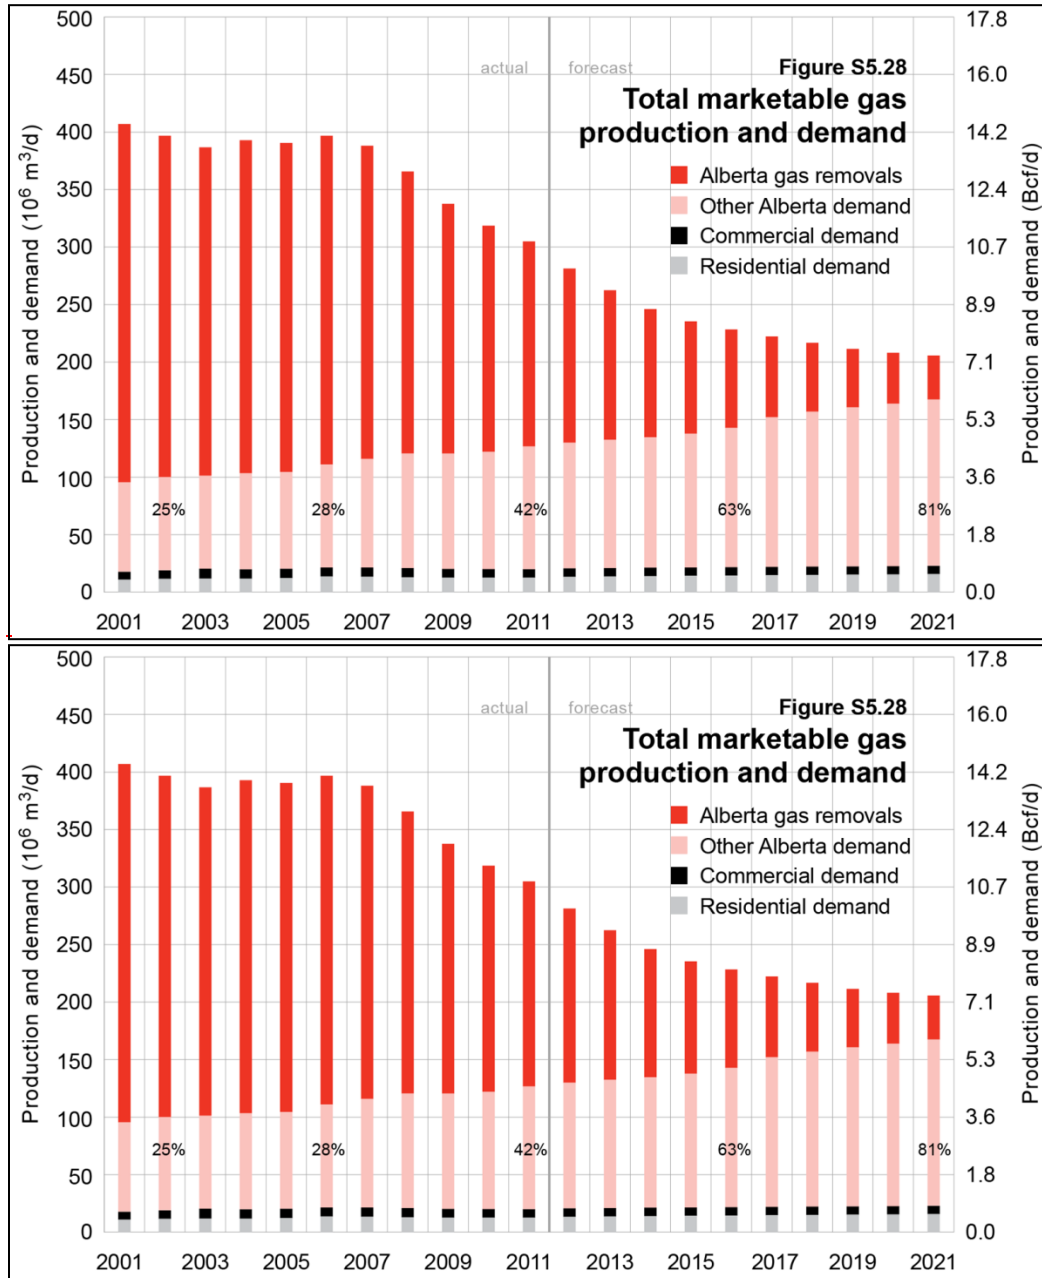 500
450
400
350
300
250
200
150
100
50
0
Production and demand (10⁶ m³/d)
actual
forecast
Figure S5.28
Total marketable gas
production and demand
Alberta gas removals
Other Alberta demand
Commercial demand
Residential demand
25%
28%
42%
63%
81%
17.8
16.0
14.2
12.4
10.7
8.9
7.1
5.3
3.6
1.8
0.0
Production and demand (Bcf/d)
2001 2003 2005 2007 2009 2011 2013 2015 2017 2019 2021
500
450
400
350
300
250
200
150
100
50
0
Production and demand (10⁶ m³/d)
actual
forecast
Figure S5.28
Total marketable gas
production and demand
Alberta gas removals
Other Alberta demand
Commercial demand
Residential demand
25%
28%
42%
63%
81%
17.8
16.0
14.2
12.4
10.7
8.9
7.1
5.3
3.6
1.8
0.0
Production and demand (Bcf/d)
2001 2003 2005 2007 2009 2011 2013 2015 2017 2019 2021